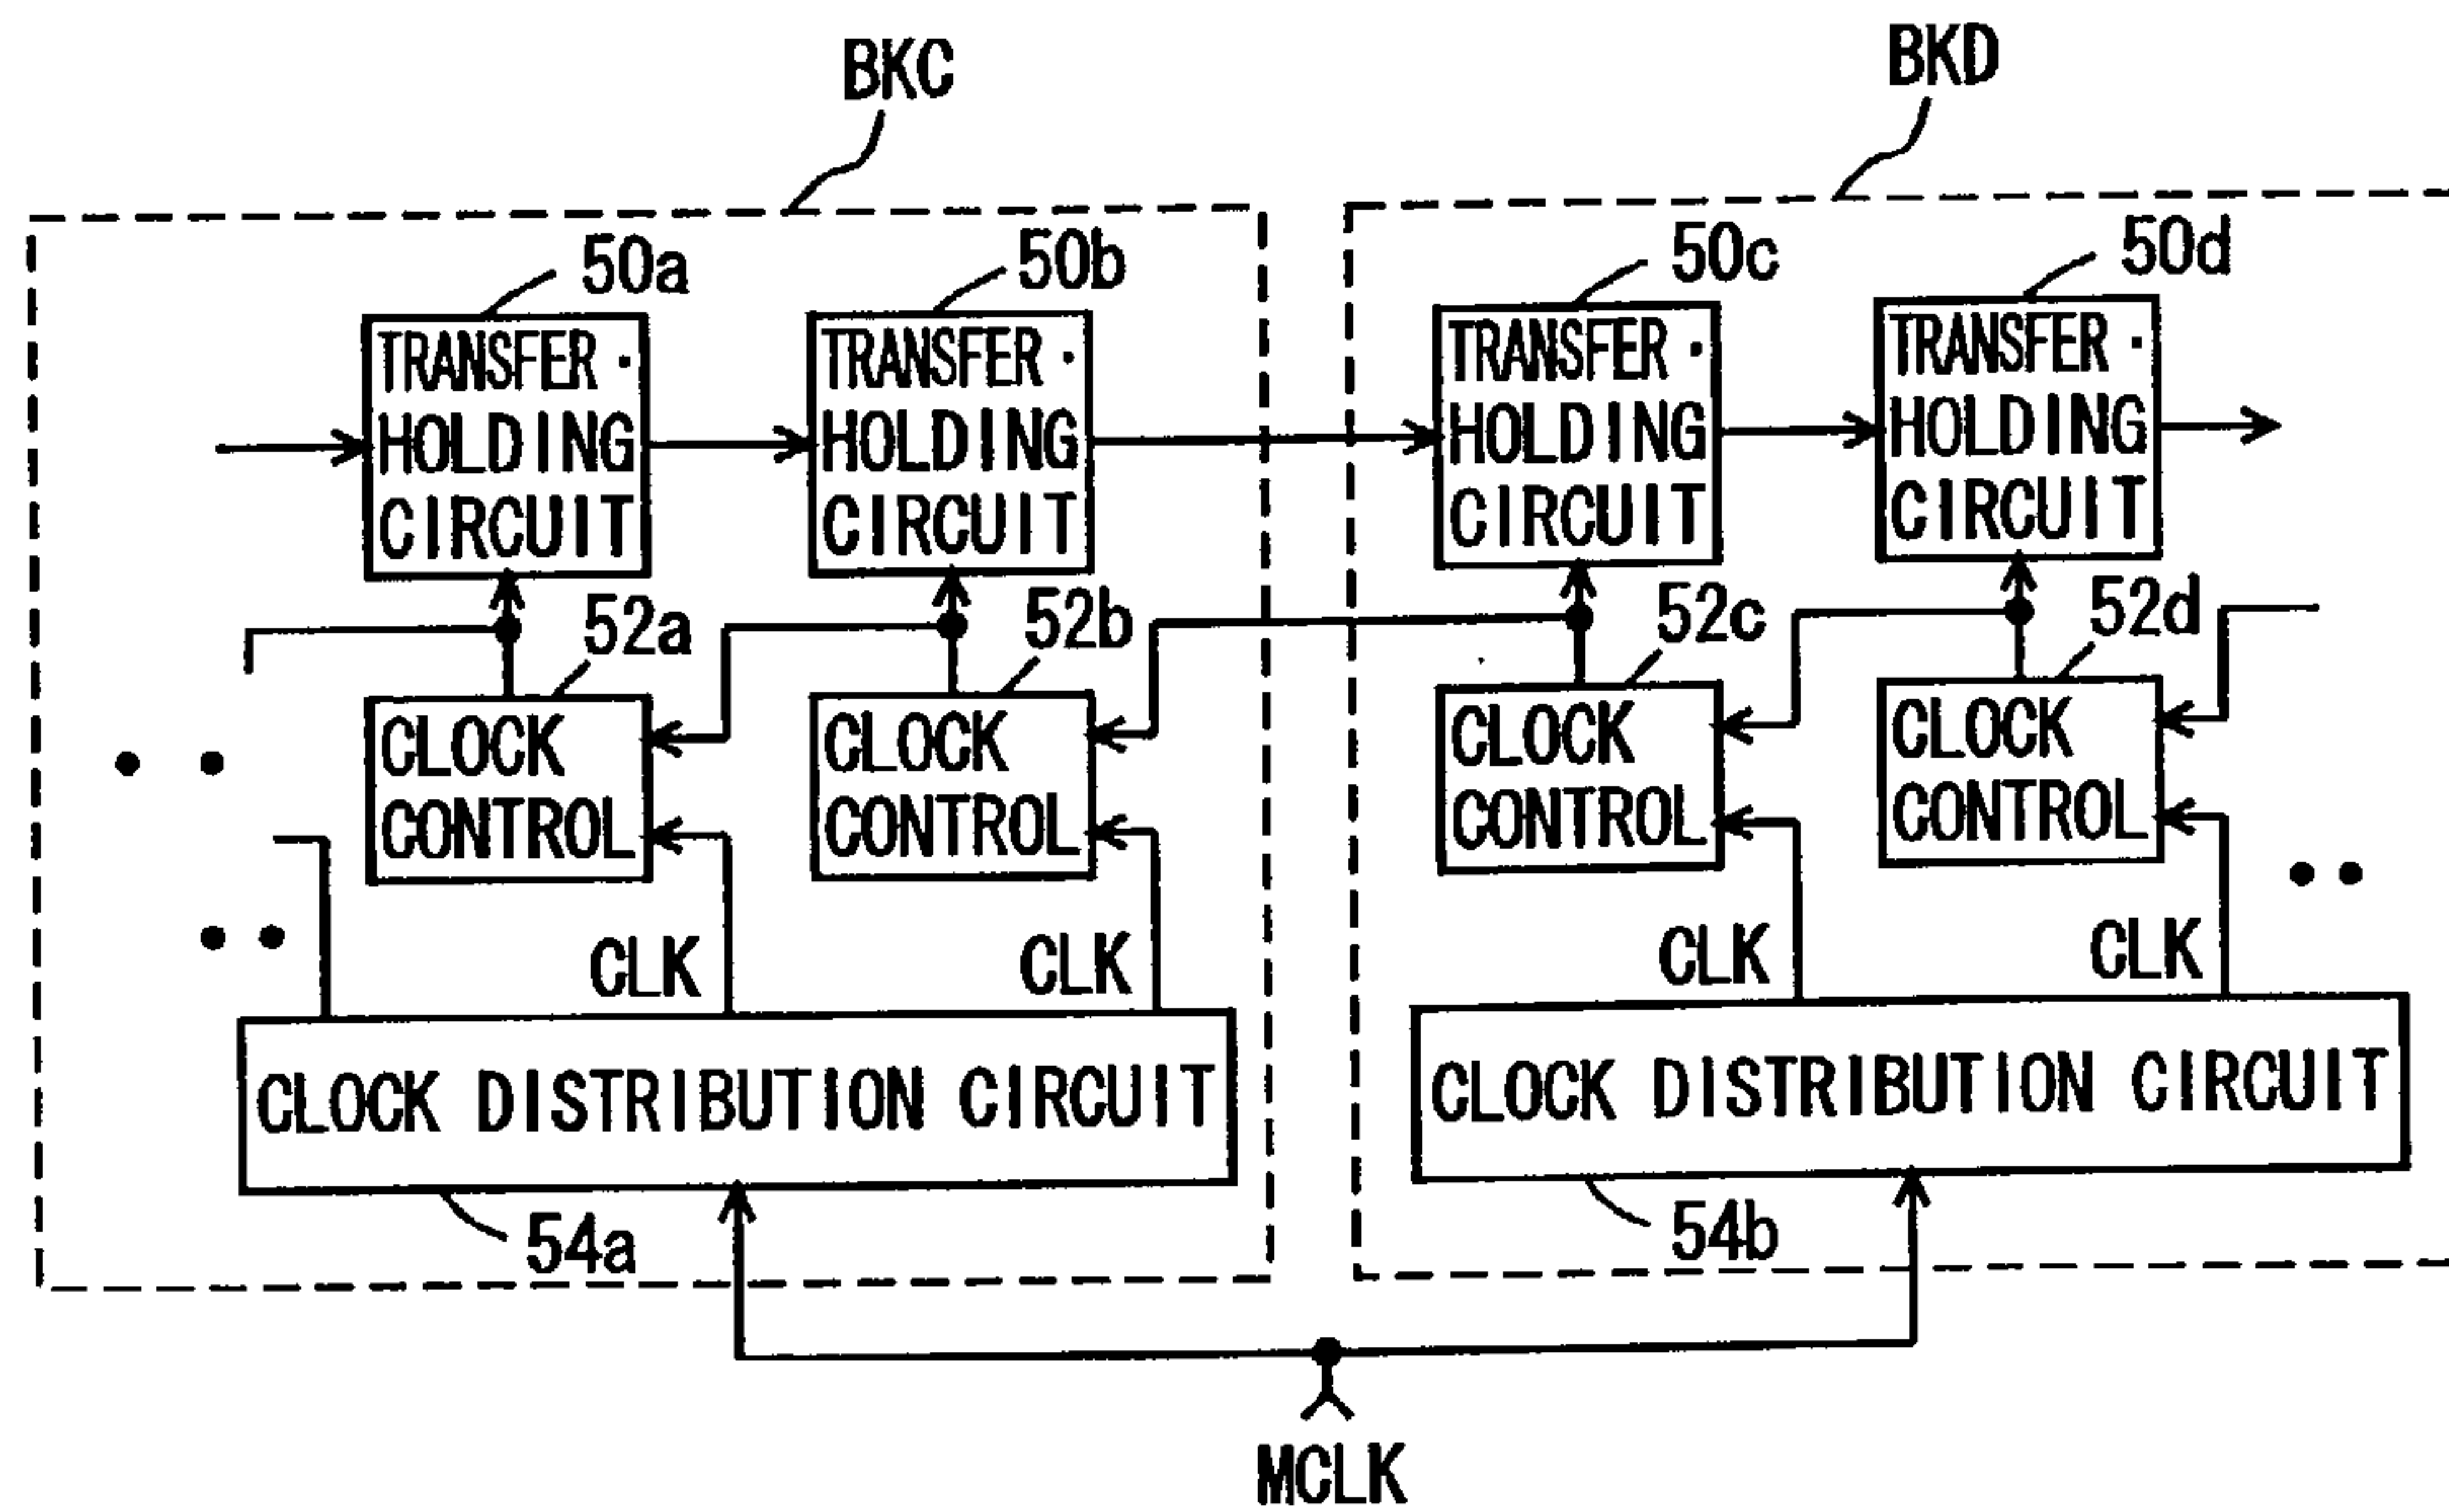 BKC
BKD
50a
50b
50c
50d
TRANSFER・
HOLDING
CIRCUIT
TRANSFER・
HOLDING
CIRCUIT
TRANSFER・
HOLDING
CIRCUIT
TRANSFER・
HOLDING
CIRCUIT
52a
52b
52c
52d
CLOCK
CONTROL
CLOCK
CONTROL
CLOCK
CONTROL
CLOCK
CONTROL
CLK
CLK
CLK
CLK
CLOCK DISTRIBUTION CIRCUIT
CLOCK DISTRIBUTION CIRCUIT
54a
54b
MCLK